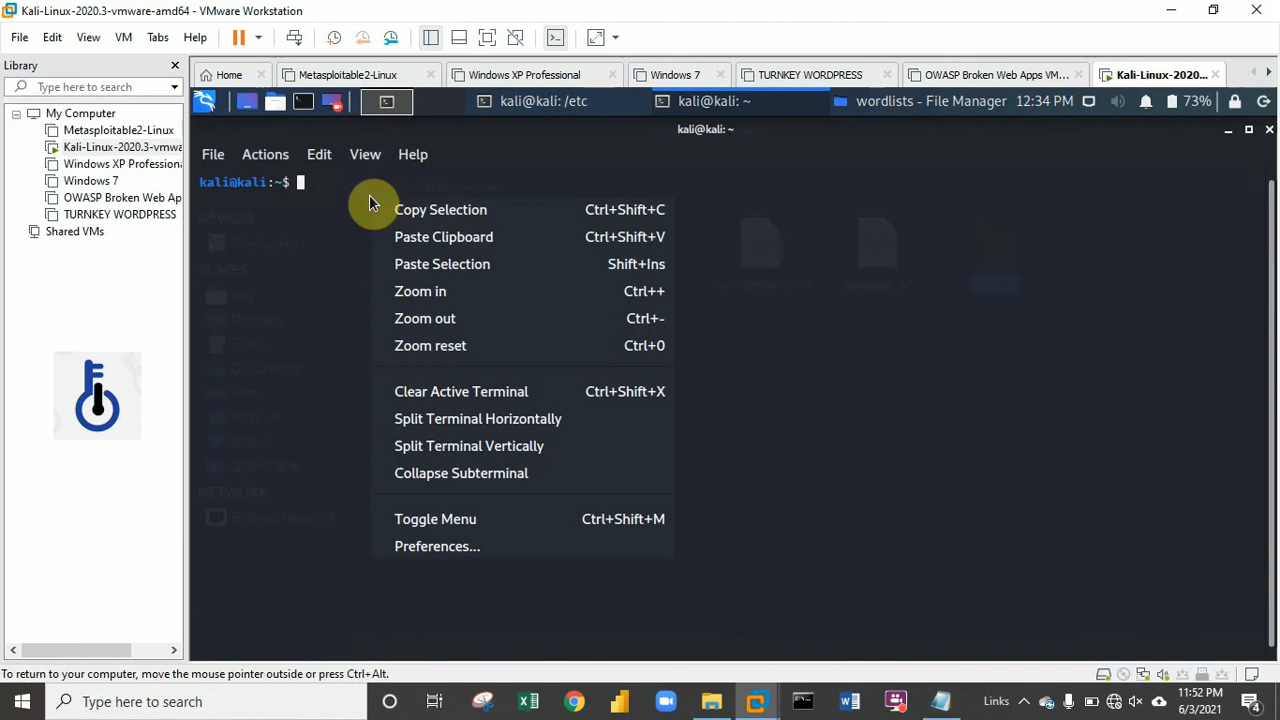 Kali-Linux-2020.3-vmware-amd64 - VMware Workstation
File Edit View VM Tabs Help
Library
Type here to search
My Computer
Metasploitable2-Linux
Kali-Linux-2020.3-vmwa
Windows XP Professiona
Windows 7
OWASP Broken Web Ap
TURNKEY WORDPRESS
Shared VMs
Home Metasploitable2-Linux Windows XP Professional Windows 7 TURNKEY WORDPRESS OWASP Broken Web Apps VM... Kali-Linux-2020...
kali@kali: /etc kali@kali: ~ wordlists - File Manager 12:34 PM 73%
kali@kali: ~
File Actions Edit View Help
kali@kali:~$
Copy Selection Ctrl+Shift+C
Paste Clipboard Ctrl+Shift+V
Paste Selection Shift+Ins
Zoom in Ctrl++
Zoom out Ctrl+-
Zoom reset Ctrl+0
Clear Active Terminal Ctrl+Shift+X
Split Terminal Horizontally
Split Terminal Vertically
Collapse Subterminal
Toggle Menu Ctrl+Shift+M
Preferences...
DEVICES
PLACES
NETWORK
To return to your computer, move the mouse pointer outside or press Ctrl+Alt.
Type here to search
Links
11:52 PM
6/3/2021
4